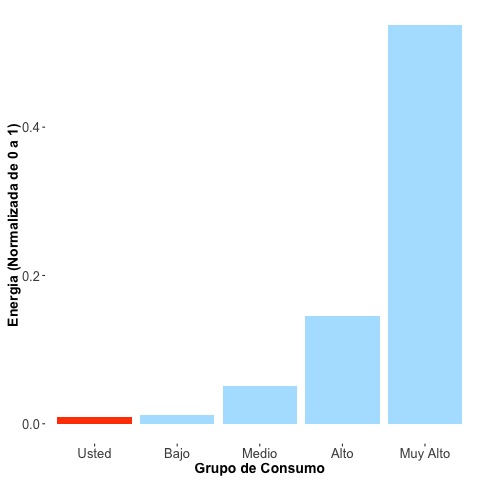 Energia (Normalizada de 0 a 1)
0.4
0.2
0.0
Usted Bajo Medio Alto Muy Alto
Grupo de Consumo